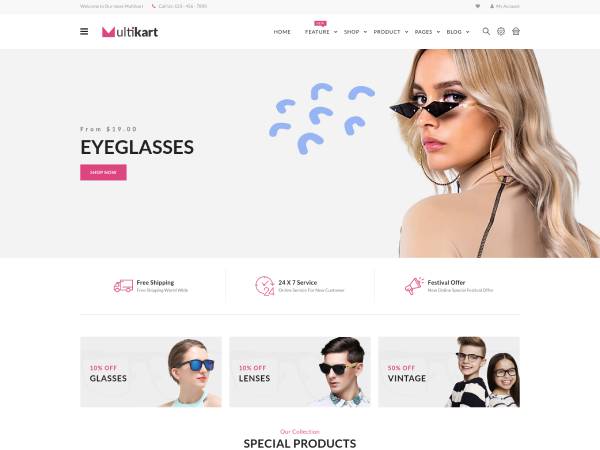 Welcome to Our store Multikart
Call Us: 123 - 456 - 7890
My Account
Multikart
HOME
NEW
FEATURE
SHOP
PRODUCT
PAGES
BLOG
From $19.00
EYEGLASSES
SHOP NOW
Free Shipping
Free Shipping World Wide
24 X 7 Service
Online Service For New Customer
24
Festival Offer
New Online Special Festival Offer
10% OFF
GLASSES
10% OFF
LENSES
50% OFF
VINTAGE
Our Collection
SPECIAL PRODUCTS